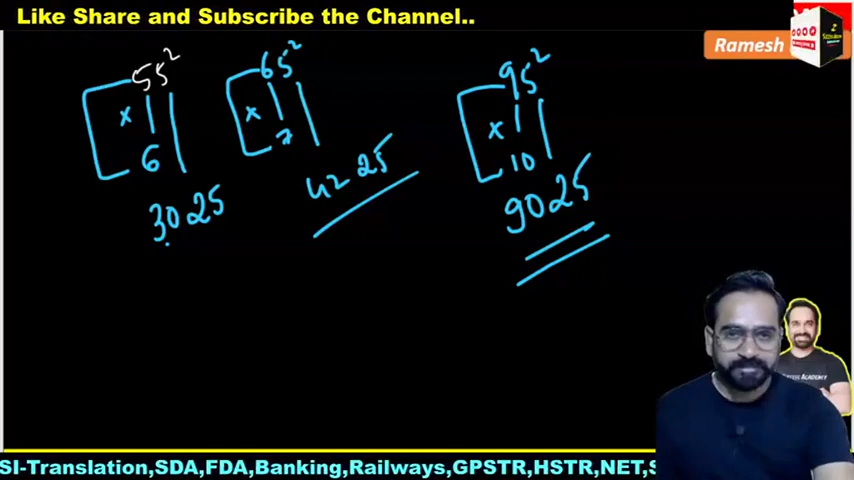 Like Share and Subscribe the Channel..
Ramesh
55² 65² 95²
× 6 × 7 × 10
3025 4225 9025
SI-Translation,SDA,FDA,Banking,Railways,GPSTR,HSTR,NET,S